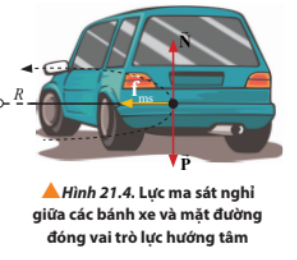 N
R
f ms
P
Hình 21.4. Lực ma sát nghỉ
giữa các bánh xe và mặt đường
đóng vai trò lực hướng tâm